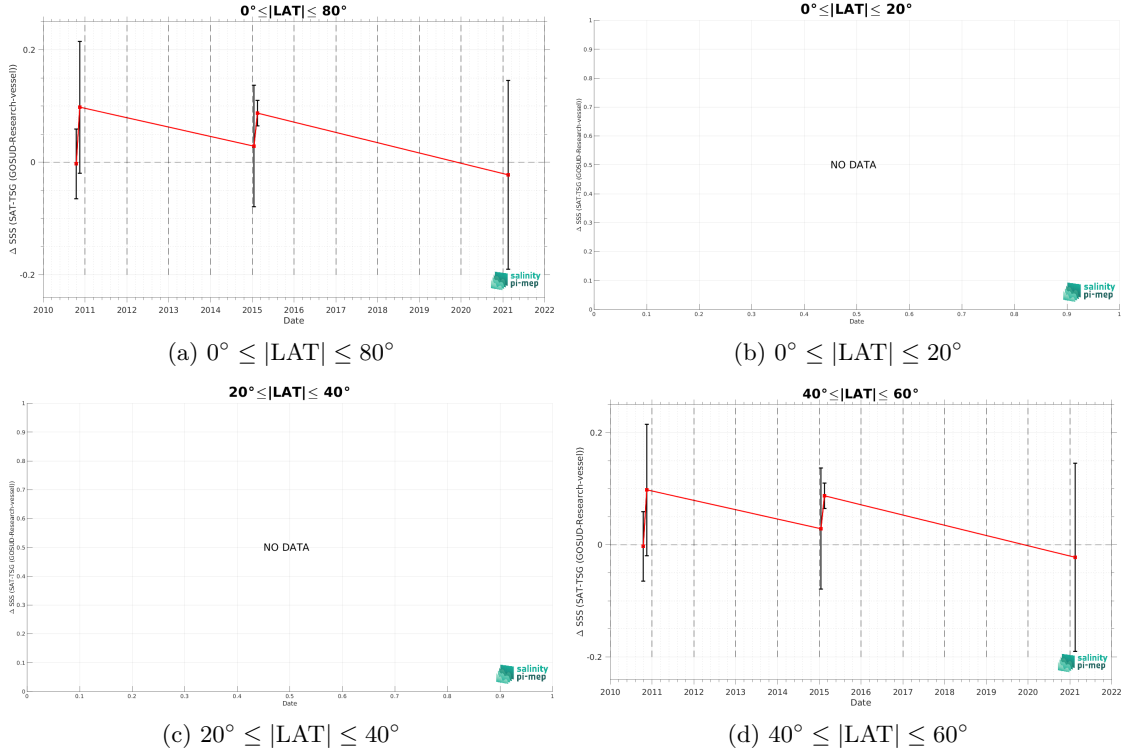 0°≤|LAT|≤ 80°
Δ SSS (SAT-TSG (GOSUD-Research-vessel))
0.2
0
-0.2
2010 2011 2012 2013 2014 2015 2016 2017 2018 2019 2020 2021 2022
Date
salinity
pi-mep
(a) 0° ≤ |LAT| ≤ 80°
0°≤|LAT|≤ 20°
Δ SSS (SAT-TSG (GOSUD-Research-vessel))
1
0.9
0.8
0.7
0.6
0.5
0.4
0.3
0.2
0.1
0
NO DATA
0 0.1 0.2 0.3 0.4 0.5 0.6 0.7 0.8 0.9 1
Date
salinity
pi-mep
(b) 0° ≤ |LAT| ≤ 20°
20°≤|LAT|≤ 40°
Δ SSS (SAT-TSG (GOSUD-Research-vessel))
1
0.9
0.8
0.7
0.6
0.5
0.4
0.3
0.2
0.1
0
NO DATA
0 0.1 0.2 0.3 0.4 0.5 0.6 0.7 0.8 0.9 1
Date
salinity
pi-mep
(c) 20° ≤ |LAT| ≤ 40°
40°≤|LAT|≤ 60°
Δ SSS (SAT-TSG (GOSUD-Research-vessel))
0.2
0
-0.2
2010 2011 2012 2013 2014 2015 2016 2017 2018 2019 2020 2021 2022
Date
salinity
pi-mep
(d) 40° ≤ |LAT| ≤ 60°